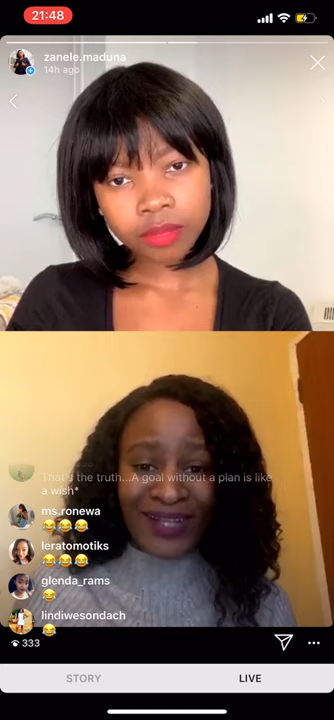 21:48
zanele.maduna
14h ago
That's the truth...A goal without a plan is like
a wish*
ms.ronewa
😂😂😂
leratomotiks
😂😂😂
glenda_rams
😂
lindiwesondach
😂
333
STORY
LIVE